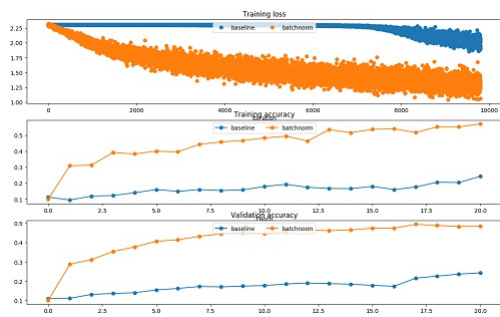 Training loss
2.25
2.00
1.75
1.50
1.25
1.00
baseline batchnorm
0 2000 4000 6000 8000 10000
Training accuracy
0.5
0.4
0.3
0.2
0.1
baseline batchnorm
0.0 2.5 5.0 7.5 10.0 12.5 15.0 17.5 20.0
Validation accuracy
0.5
0.4
0.3
0.2
0.1
baseline batchnorm
0.0 2.5 5.0 7.5 10.0 12.5 15.0 17.5 20.0